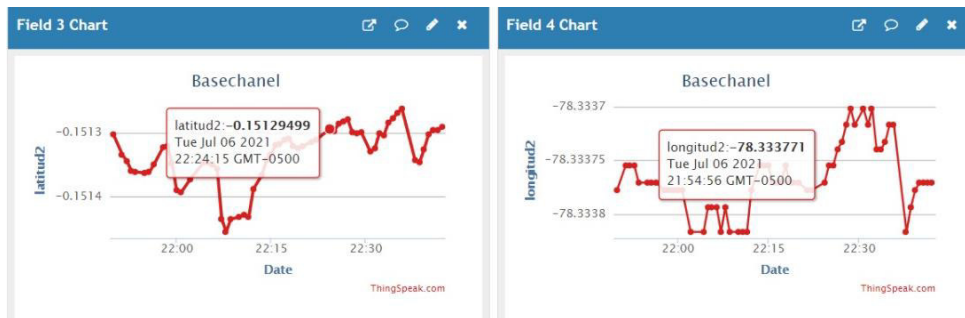 Field 3 Chart
Basechanel
−0.1513
−0.1514
latitud2
latitud2:−0.15129499
Tue Jul 06 2021
22:24:15 GMT−0500
22:00
22:15
22:30
Date
ThingSpeak.com
Field 4 Chart
Basechanel
−78.3337
−78.33375
−78.3338
longitud2
longitud2:−78.333771
Tue Jul 06 2021
21:54:56 GMT−0500
22:00
22:15
22:30
Date
ThingSpeak.com